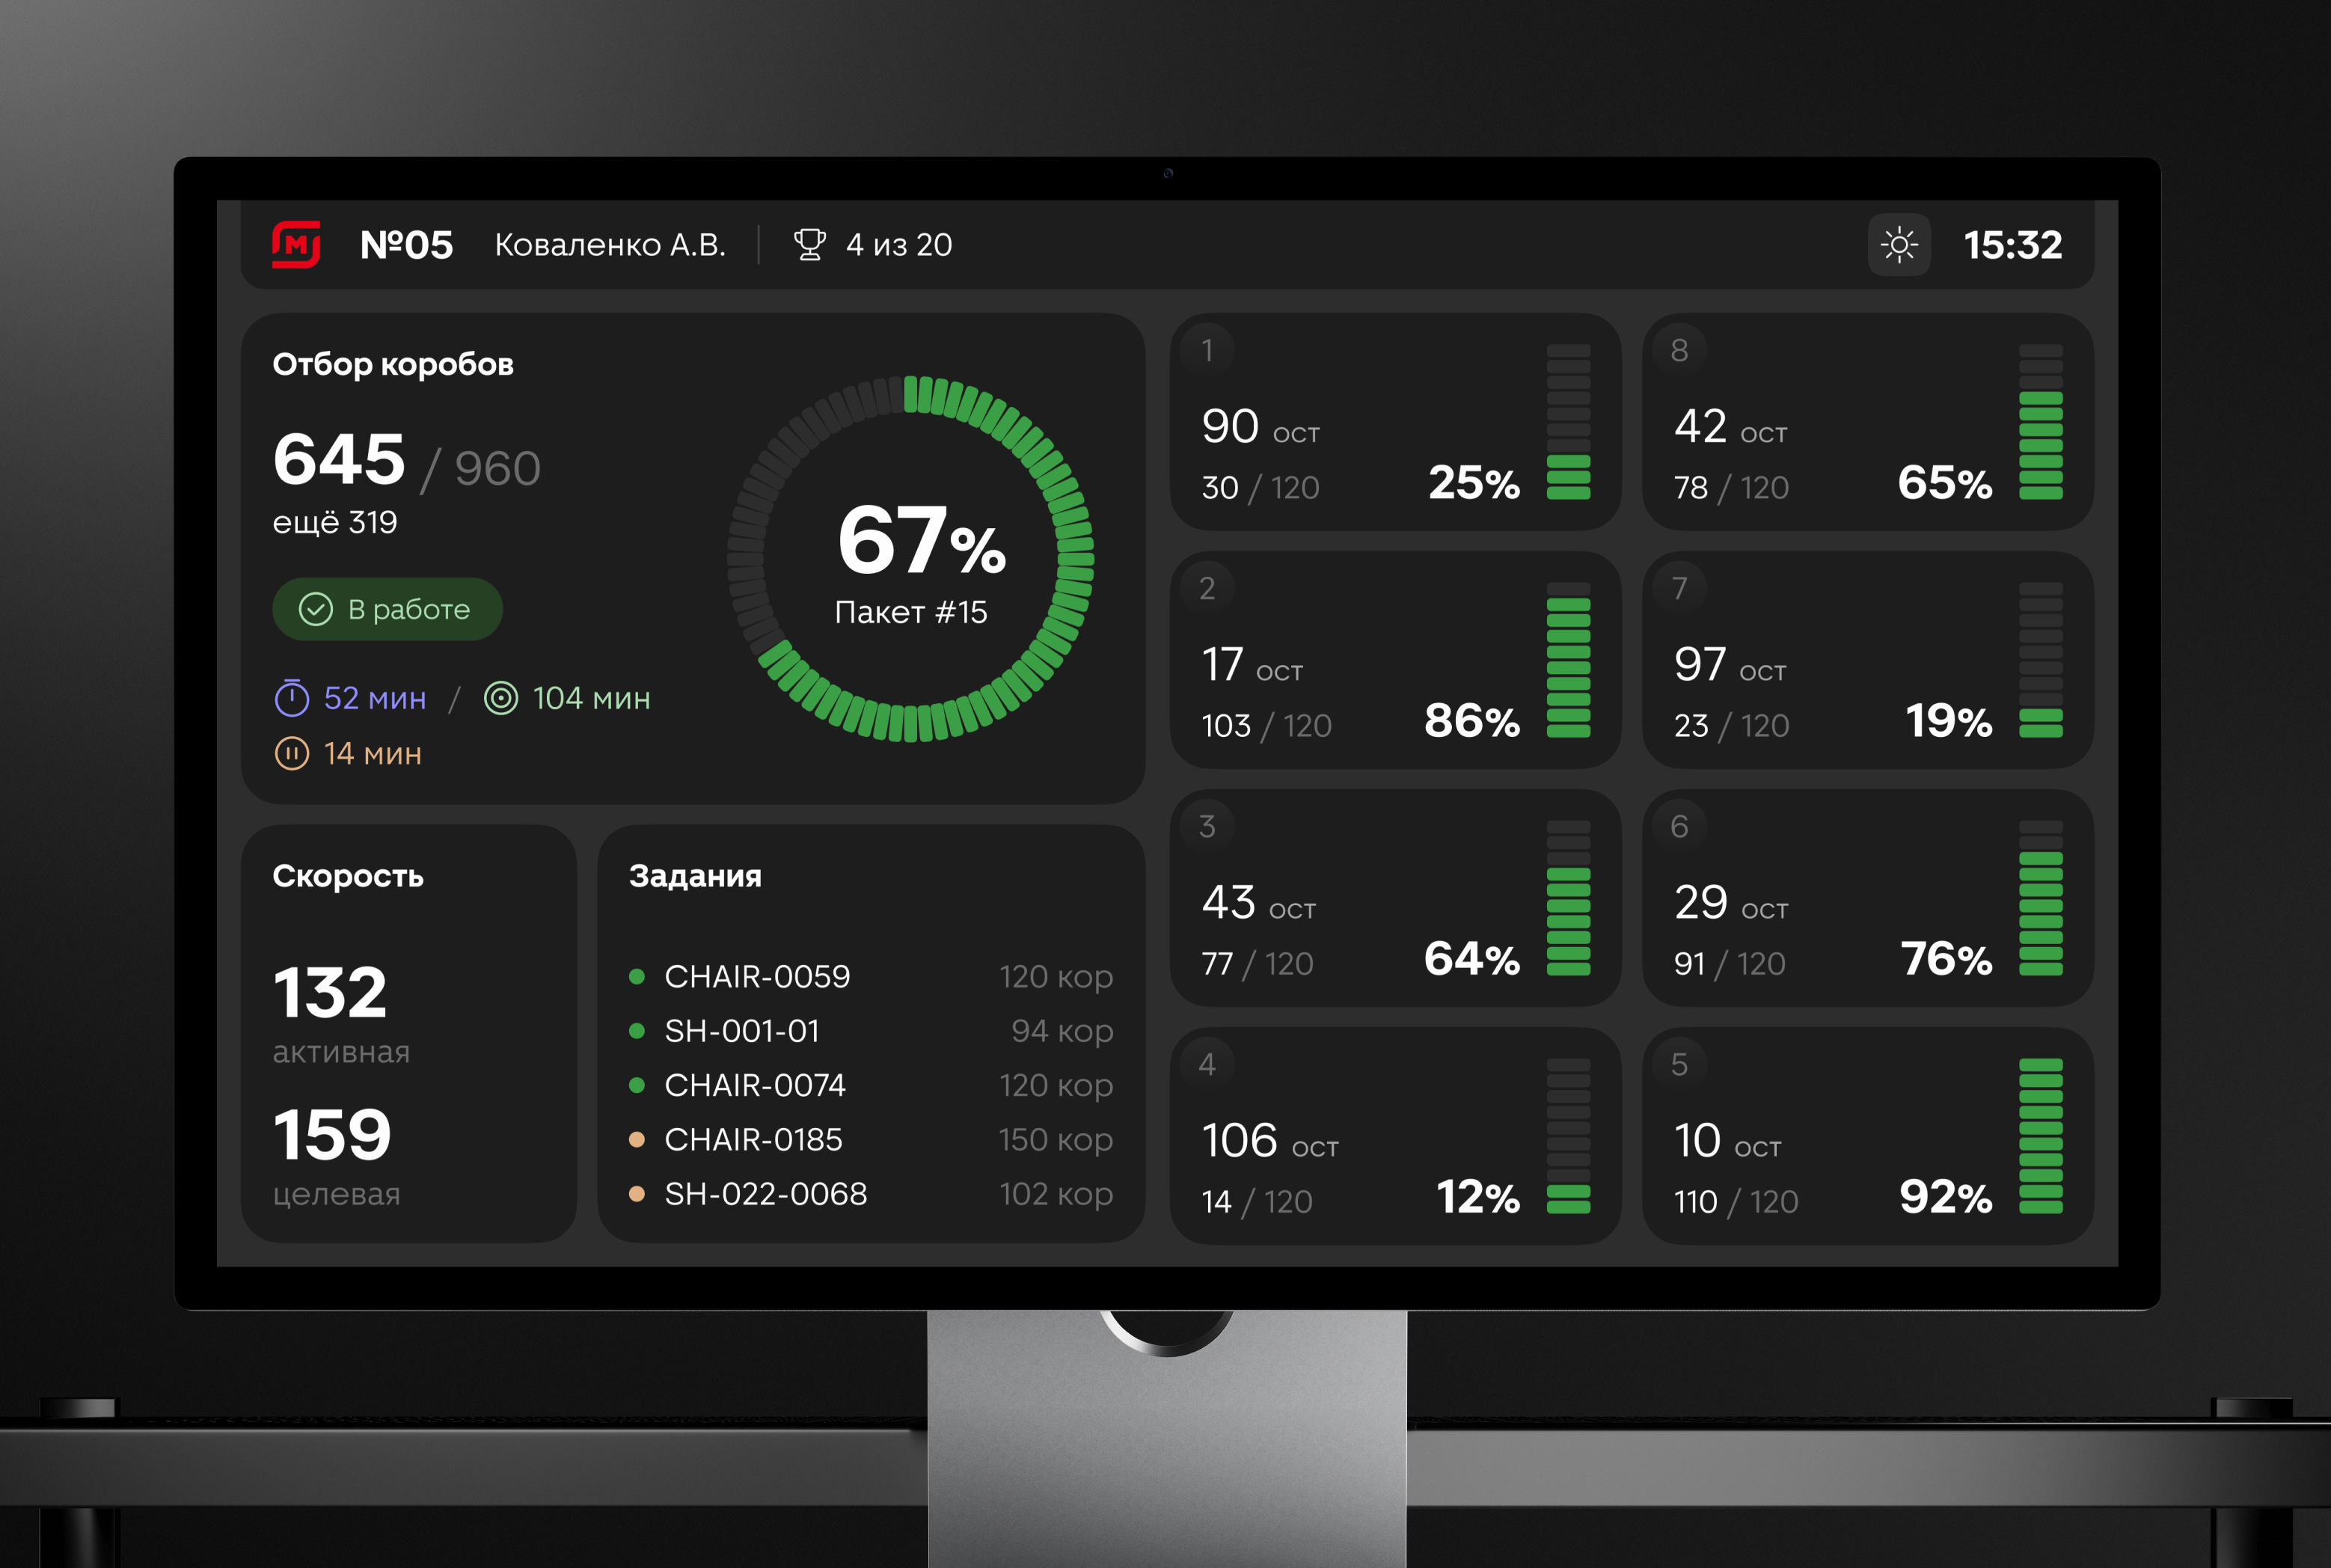 М №05 Коваленко А.В. 4 из 20 15:32
Отбор коробов
645 / 960
ещё 319
В работе
52 мин / 104 мин
14 мин
67%
Пакет #15
Скорость
132
активная
159
целевая
Задания
CHAIR-0059 120 кор
SH-001-01 94 кор
CHAIR-0074 120 кор
CHAIR-0185 150 кор
SH-022-0068 102 кор
1
90 ост
30 / 120 25%
8
42 ост
78 / 120 65%
2
17 ост
103 / 120 86%
7
97 ост
23 / 120 19%
3
43 ост
77 / 120 64%
6
29 ост
91 / 120 76%
4
106 ост
14 / 120 12%
5
10 ост
110 / 120 92%